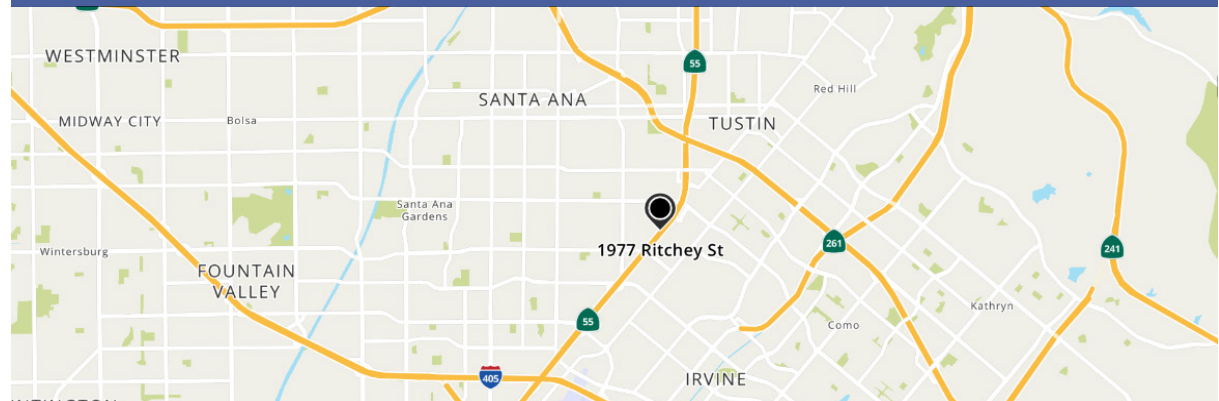 55
WESTMINSTER
Red Hill
SANTA ANA
MIDWAY CITY
Bolsa
TUSTIN
Santa Ana
Gardens
1977 Ritchey St
261
241
Wintersburg
FOUNTAIN
VALLEY
Kathryn
55
Como
405
IRVINE